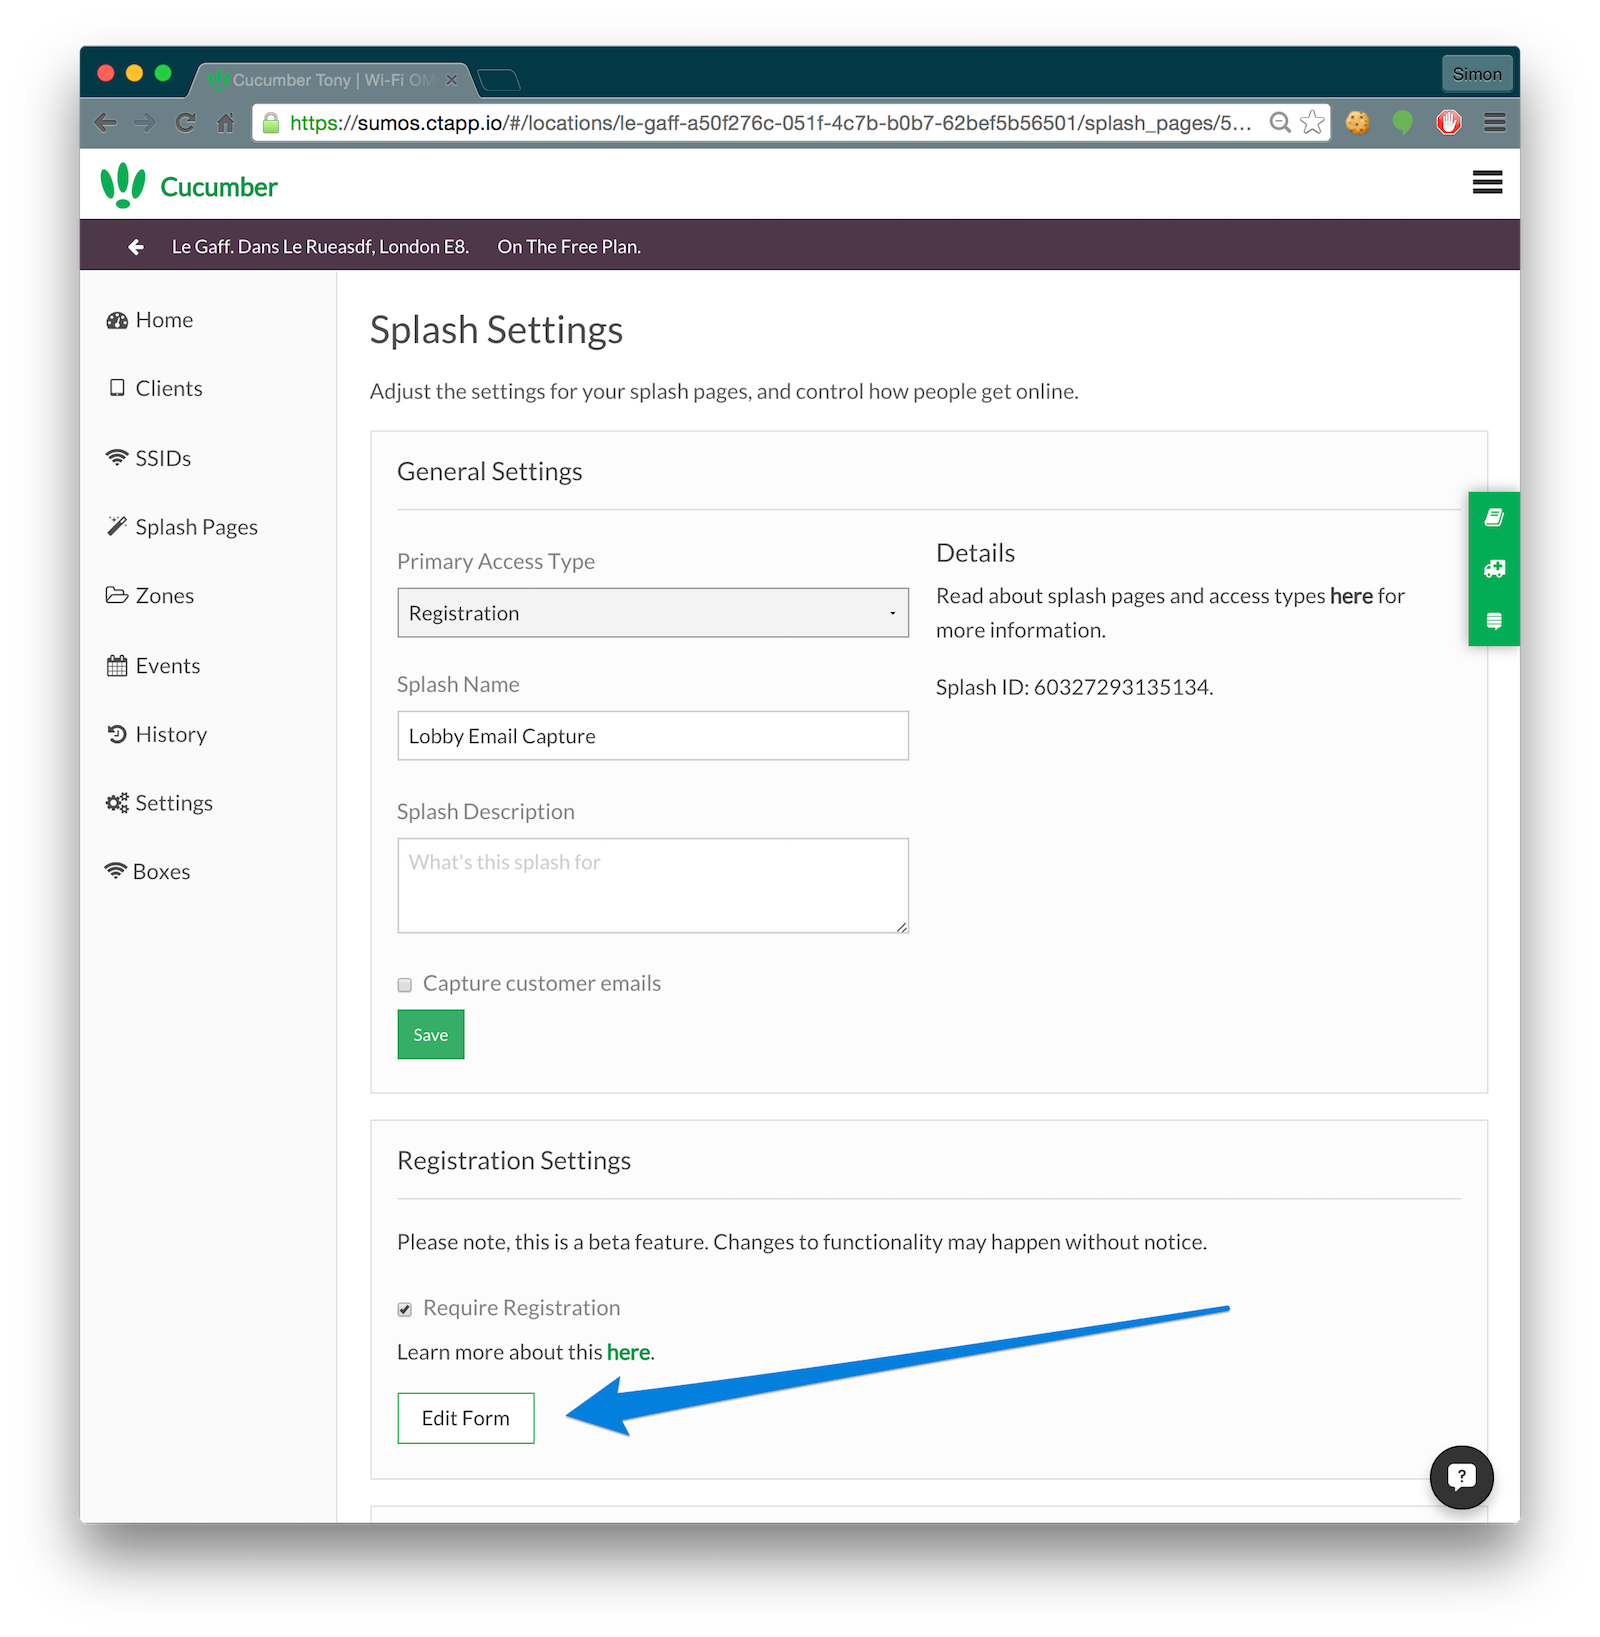 Cucumber Tony | Wi-Fi OM
Simon
https://sumos.ctapp.io/#/locations/le-gaff-a50f276c-051f-4c7b-b0b7-62bef5b56501/splash_pages/5...
Cucumber
Le Gaff. Dans Le Rueasdf, London E8. On The Free Plan.
Home
Clients
SSIDs
Splash Pages
Zones
Events
History
Settings
Boxes
Splash Settings
Adjust the settings for your splash pages, and control how people get online.
General Settings
Primary Access Type
Registration
Splash Name
Lobby Email Capture
Splash Description
What's this splash for
Capture customer emails
Save
Details
Read about splash pages and access types here for
more information.
Splash ID: 60327293135134.
Registration Settings
Please note, this is a beta feature. Changes to functionality may happen without notice.
Require Registration
Learn more about this here.
Edit Form